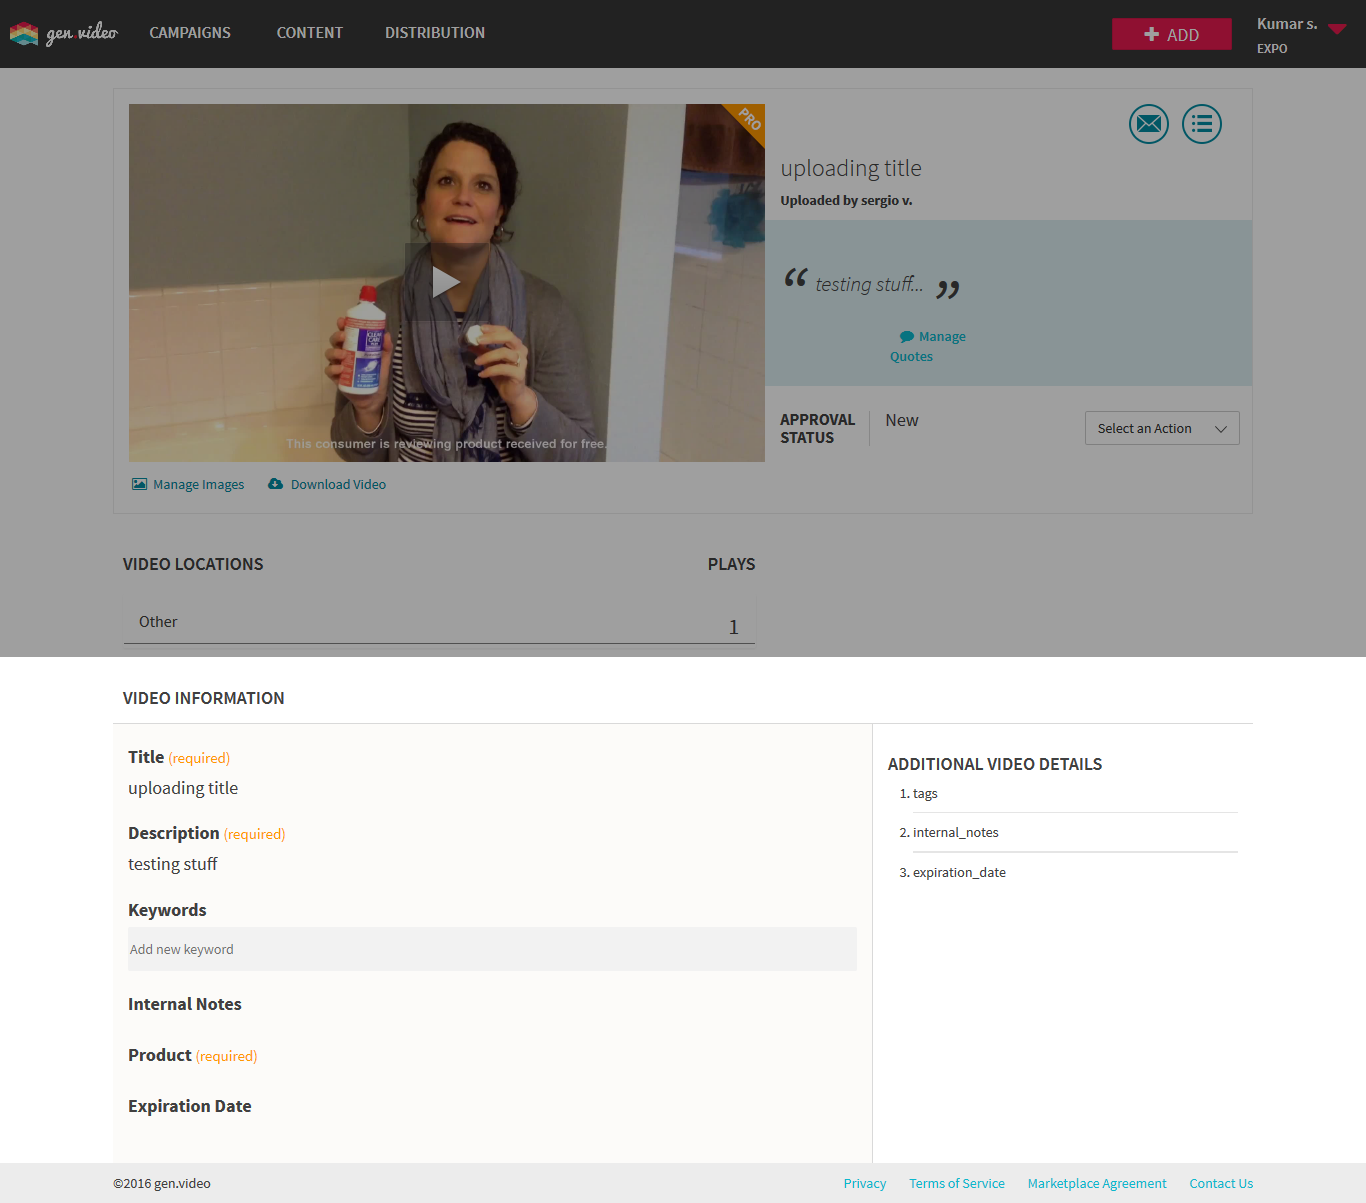 gen.video CAMPAIGNS CONTENT DISTRIBUTION ADD Kumar s.
EXPO
PRO
uploading title
Uploaded by sergio v.
“ testing stuff... ”
Manage
Quotes
CLEAR
CARE
This consumer is reviewing product received for free.
APPROVAL
STATUS
New
Select an Action
Manage Images Download Video
VIDEO LOCATIONS PLAYS
Other 1
VIDEO INFORMATION
Title (required)
uploading title
Description (required)
testing stuff
Keywords
Add new keyword
Internal Notes
Product (required)
Expiration Date
ADDITIONAL VIDEO DETAILS
1. tags
2. internal_notes
3. expiration_date
©2016 gen.video Privacy Terms of Service Marketplace Agreement Contact Us